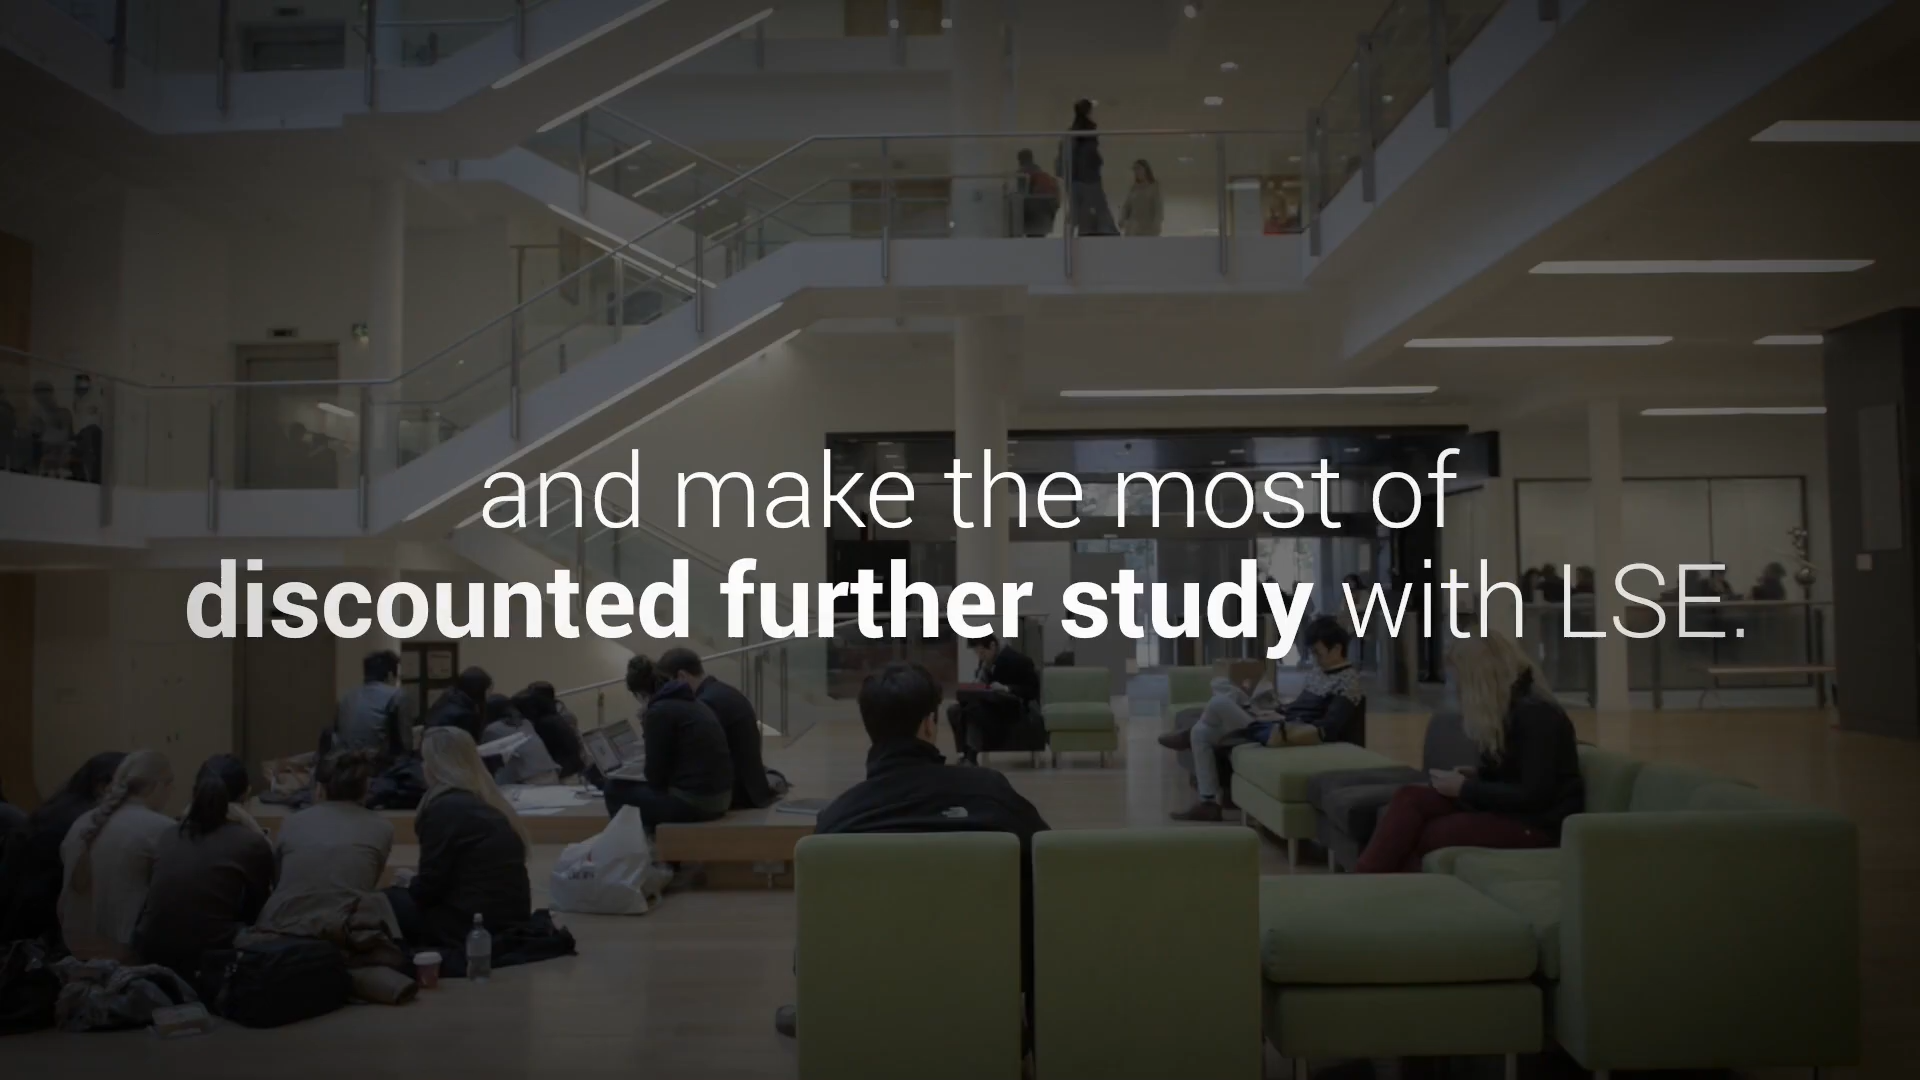 and make the most of
discounted further study with LSE.